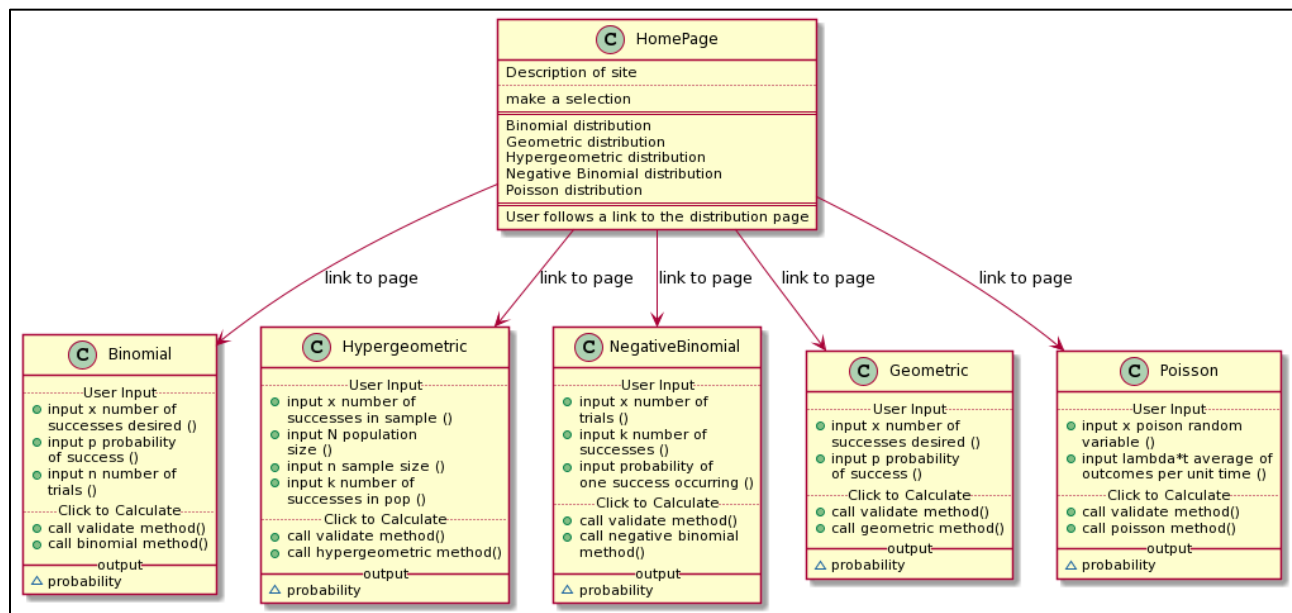 C HomePage
Description of site
make a selection
Binomial distribution
Geometric distribution
Hypergeometric distribution
Negative Binomial distribution
Poisson distribution
User follows a link to the distribution page
link to page
link to page
link to page
link to page
link to page
C Binomial
User Input
input x number of
successes desired ()
input p probability
of success ()
input n number of
trials ()
Click to Calculate
call validate method()
call binomial method()
output
probability
C Hypergeometric
User Input
input x number of
successes in sample ()
input N population
size ()
input n sample size ()
input k number of
successes in pop ()
Click to Calculate
call validate method()
call hypergeometric method()
output
probability
C NegativeBinomial
User Input
input x number of
trials ()
input k number of
successes ()
input probability of
one success occurring ()
Click to Calculate
call validate method()
call negative binomial
method()
output
probability
C Geometric
User Input
input x number of
successes desired ()
input p probability
of success ()
Click to Calculate
call validate method()
call geometric method()
output
probability
C Poisson
User Input
input x poison random
variable ()
input lambda*t average of
outcomes per unit time ()
Click to Calculate
call validate method()
call poisson method()
output
probability